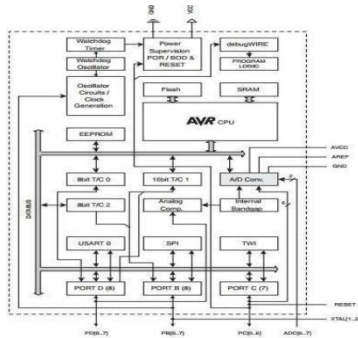 GND
VCC
Watchdog
Timer
Watchdog
Oscillator
Oscillator
Circuits /
Clock
Generation
Power
Supervision
POR / BOD &
RESET
debugWIRE
PROGRAM
LOGIC
Flash
SRAM
AVR CPU
EEPROM
AVCC
AREF
GND
8bit T/C 0
16bit T/C 1
A/D Conv.
DATABUS
8bit T/C 2
Analog
Comp.
Internal
Bandgap
USART 0
SPI
TWI
PORT D (8)
PORT B (8)
PORT C (7)
RESET
XTAL[1..2]
PD[0..7]
PB[0..7]
PC[0..6]
ADC[6..7]